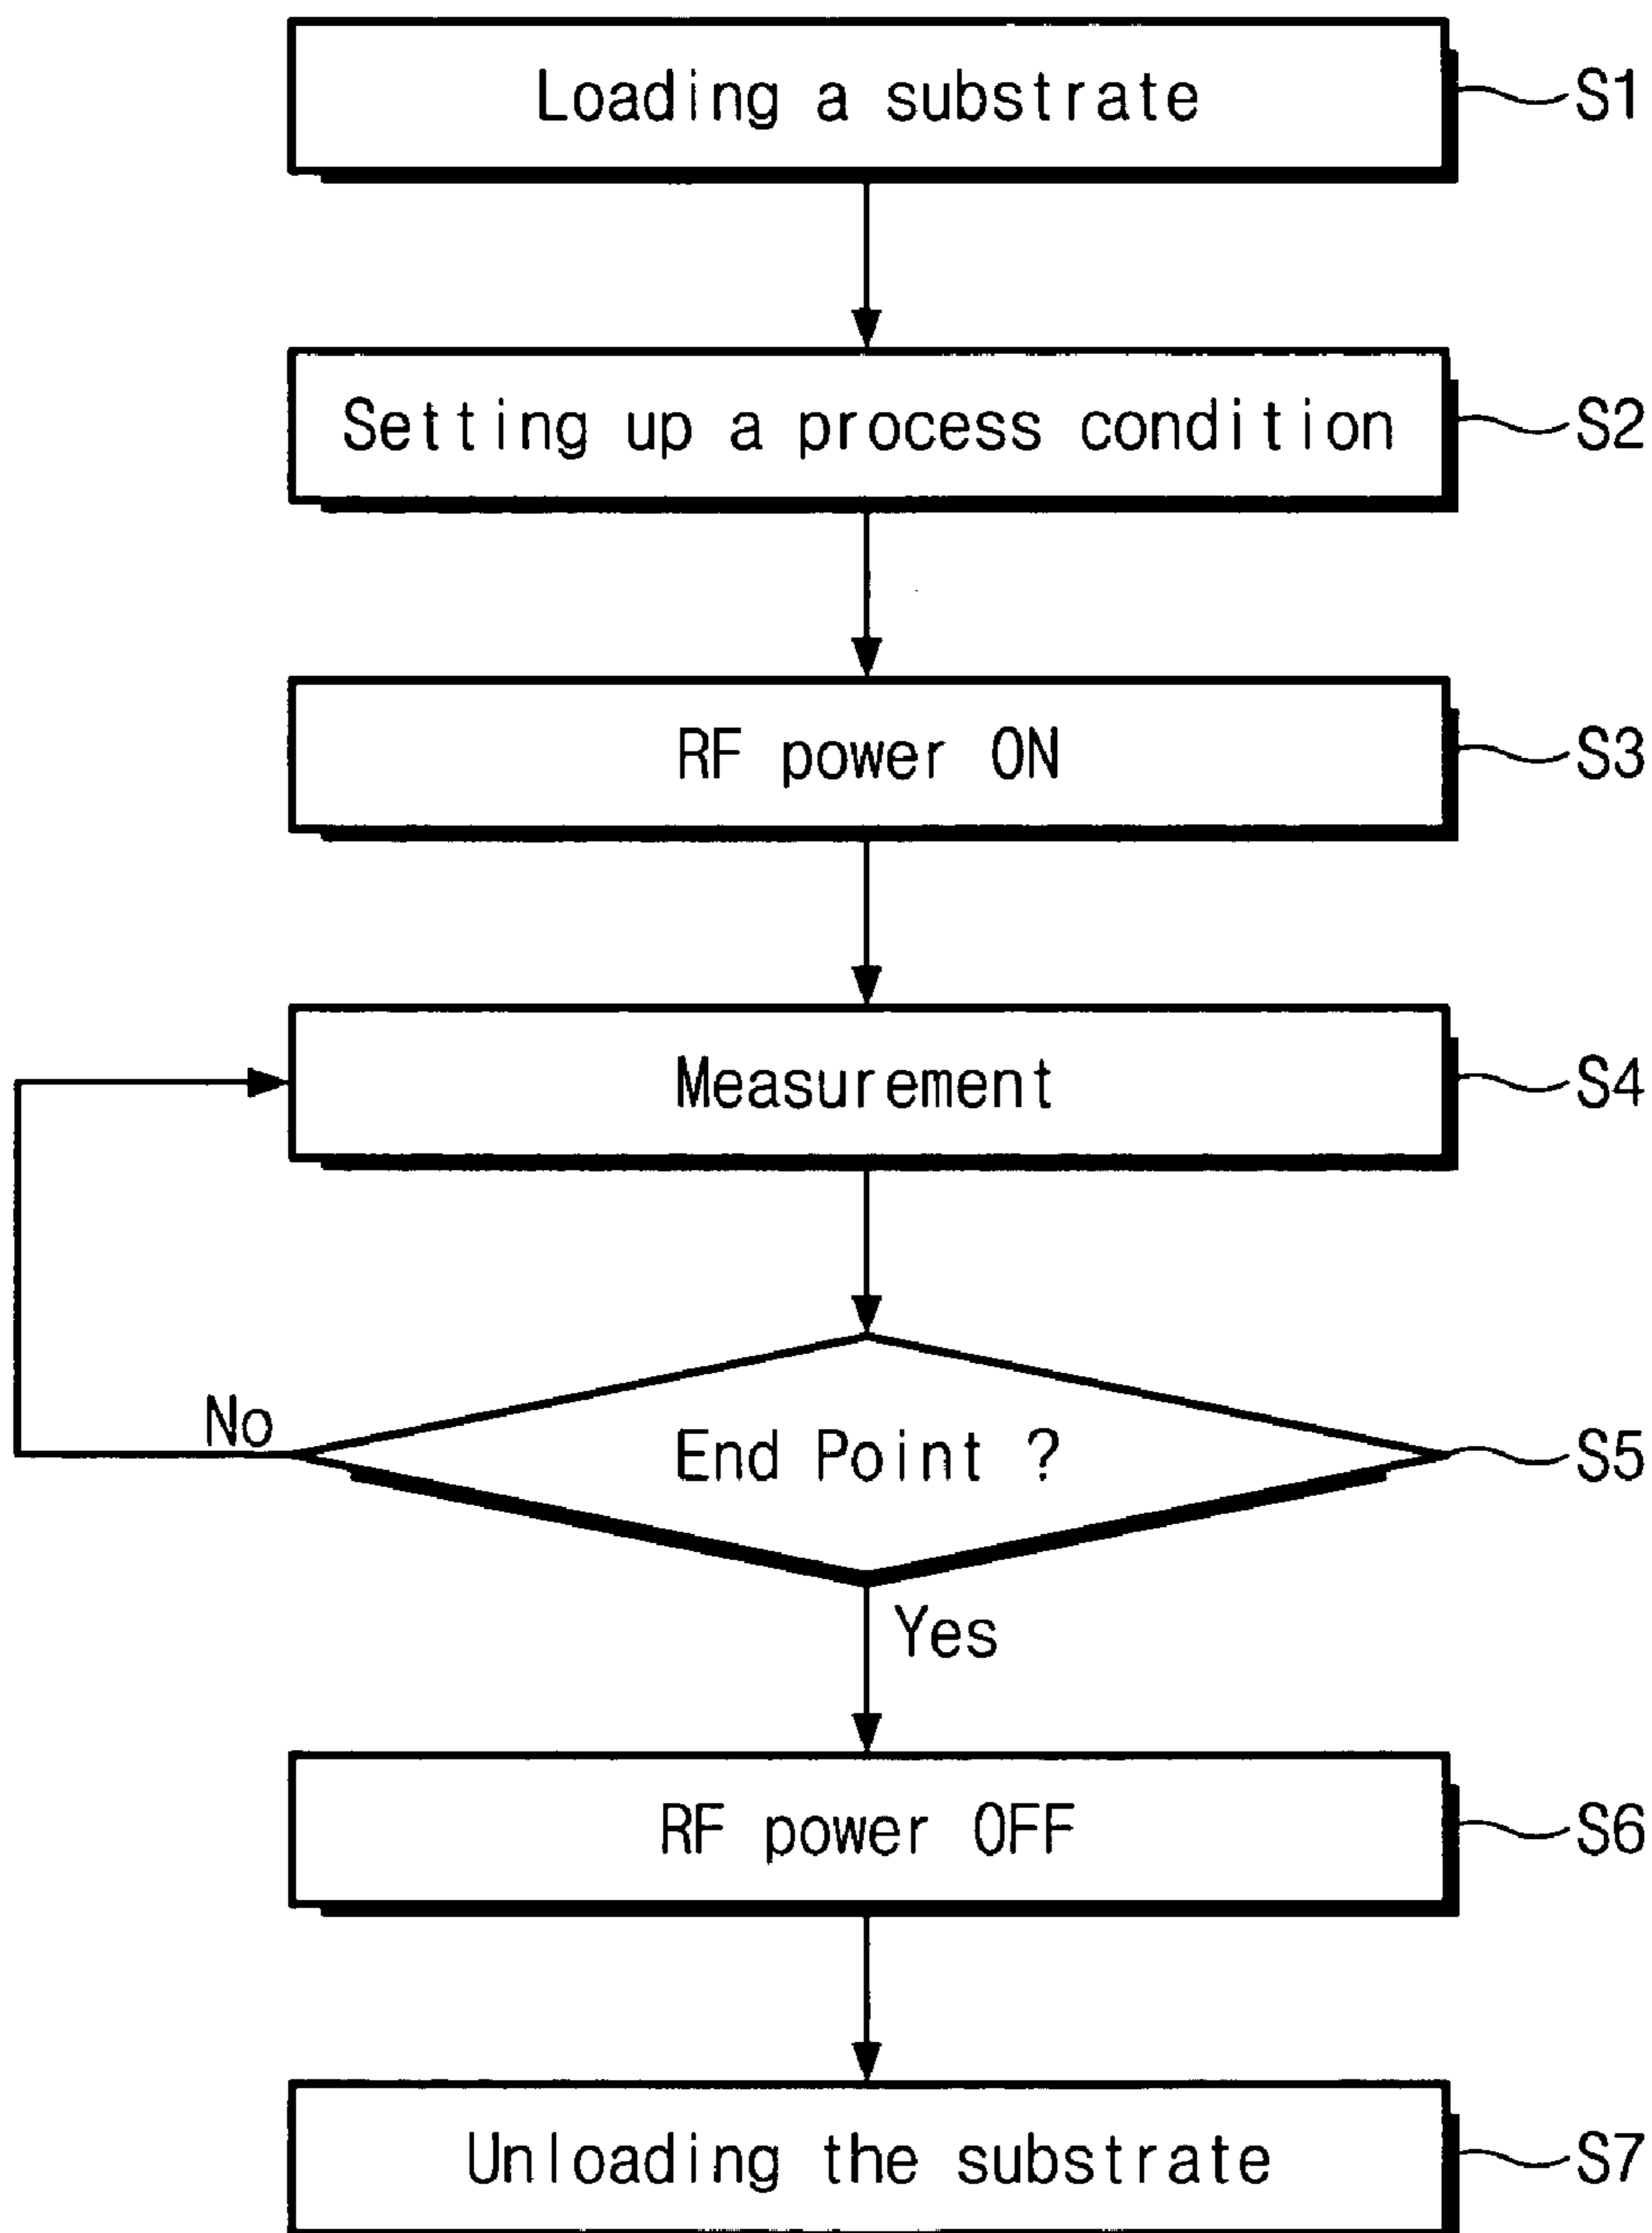 Loading a substrate
S1
Setting up a process condition
S2
RF power ON
S3
Measurement
S4
No
End Point ?
S5
Yes
RF power OFF
S6
Unloading the substrate
S7